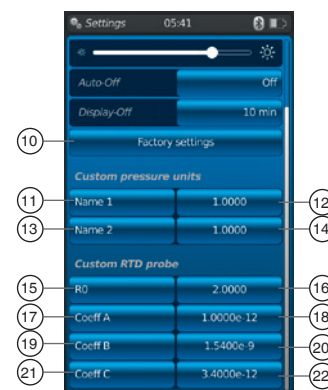 Settings 05:41
Auto-Off Off
Display-Off 10 min
10 Factory settings
Custom pressure units
11 Name 1 1.0000 12
13 Name 2 1.0000 14
Custom RTD probe
15 R0 2.0000 16
17 Coeff A 1.0000e-12 18
19 Coeff B 1.5400e-9 20
21 Coeff C 3.4000e-12 22